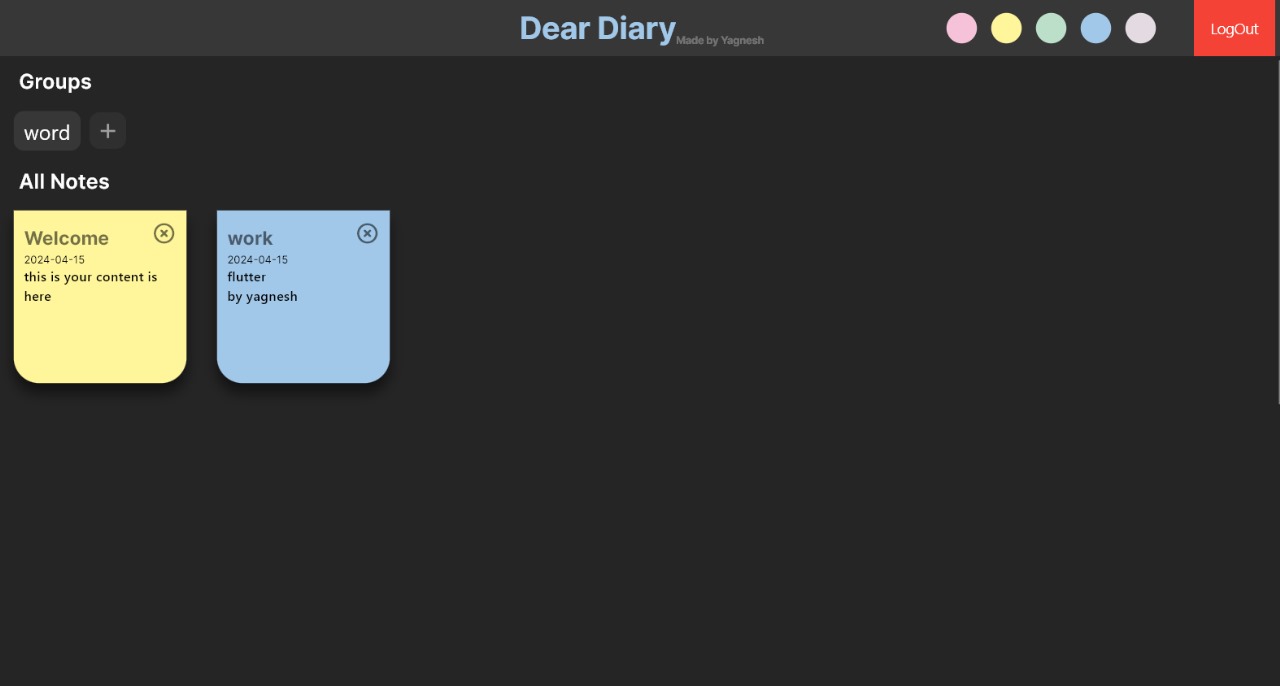 Dear Diary Made by Yagnesh
LogOut
Groups
word
All Notes
Welcome
2024-04-15
this is your content is
here
work
2024-04-15
flutter
by yagnesh